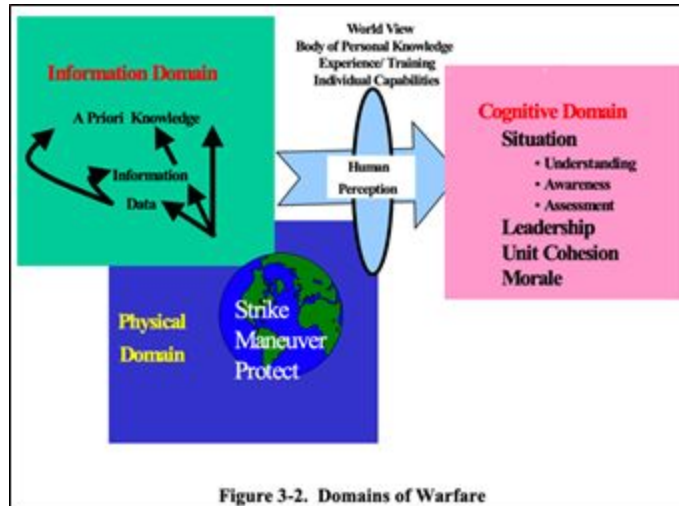 World View
Body of Personal Knowledge
Experience/ Training
Individual Capabilities
Information Domain
A Priori Knowledge
Information
Data
Human
Perception
Cognitive Domain
Situation
• Understanding
• Awareness
• Assessment
Leadership
Unit Cohesion
Morale
Physical
Domain
Strike
Maneuver
Protect
Figure 3-2. Domains of Warfare